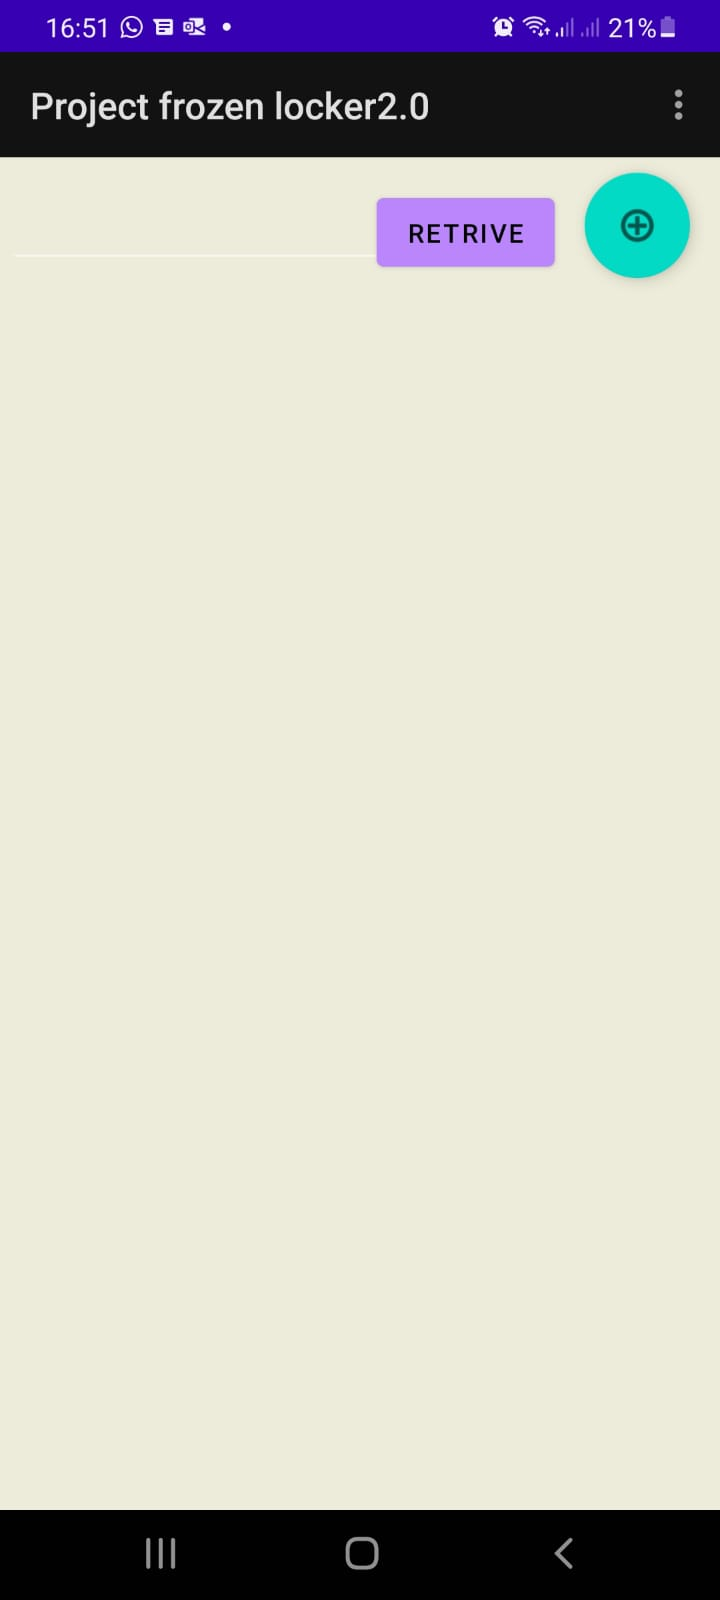 16:51 21%
Project frozen locker2.0
RETRIVE